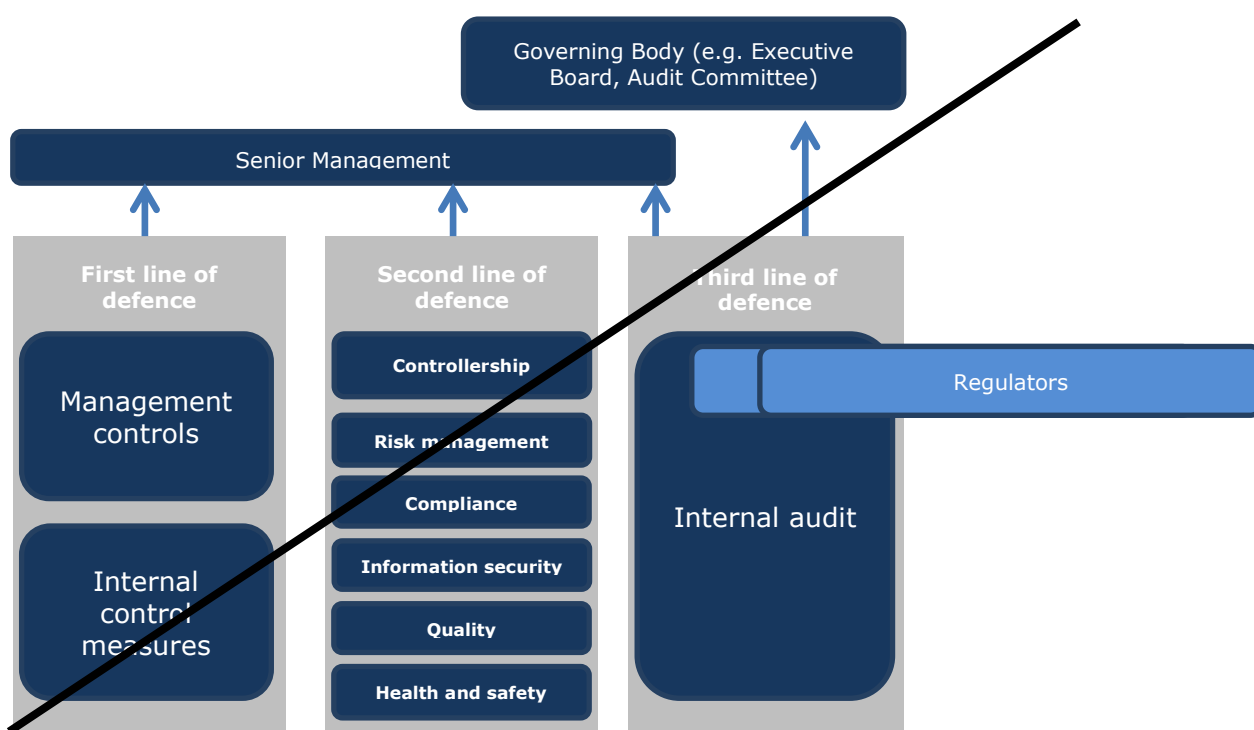 Governing Body (e.g. Executive
Board, Audit Committee)
Senior Management
First line of
defence
Management
controls
Internal
control
measures
Second line of
defence
Controllership
Risk management
Compliance
Information security
Quality
Health and safety
Third line of
defence
Internal audit
Regulators